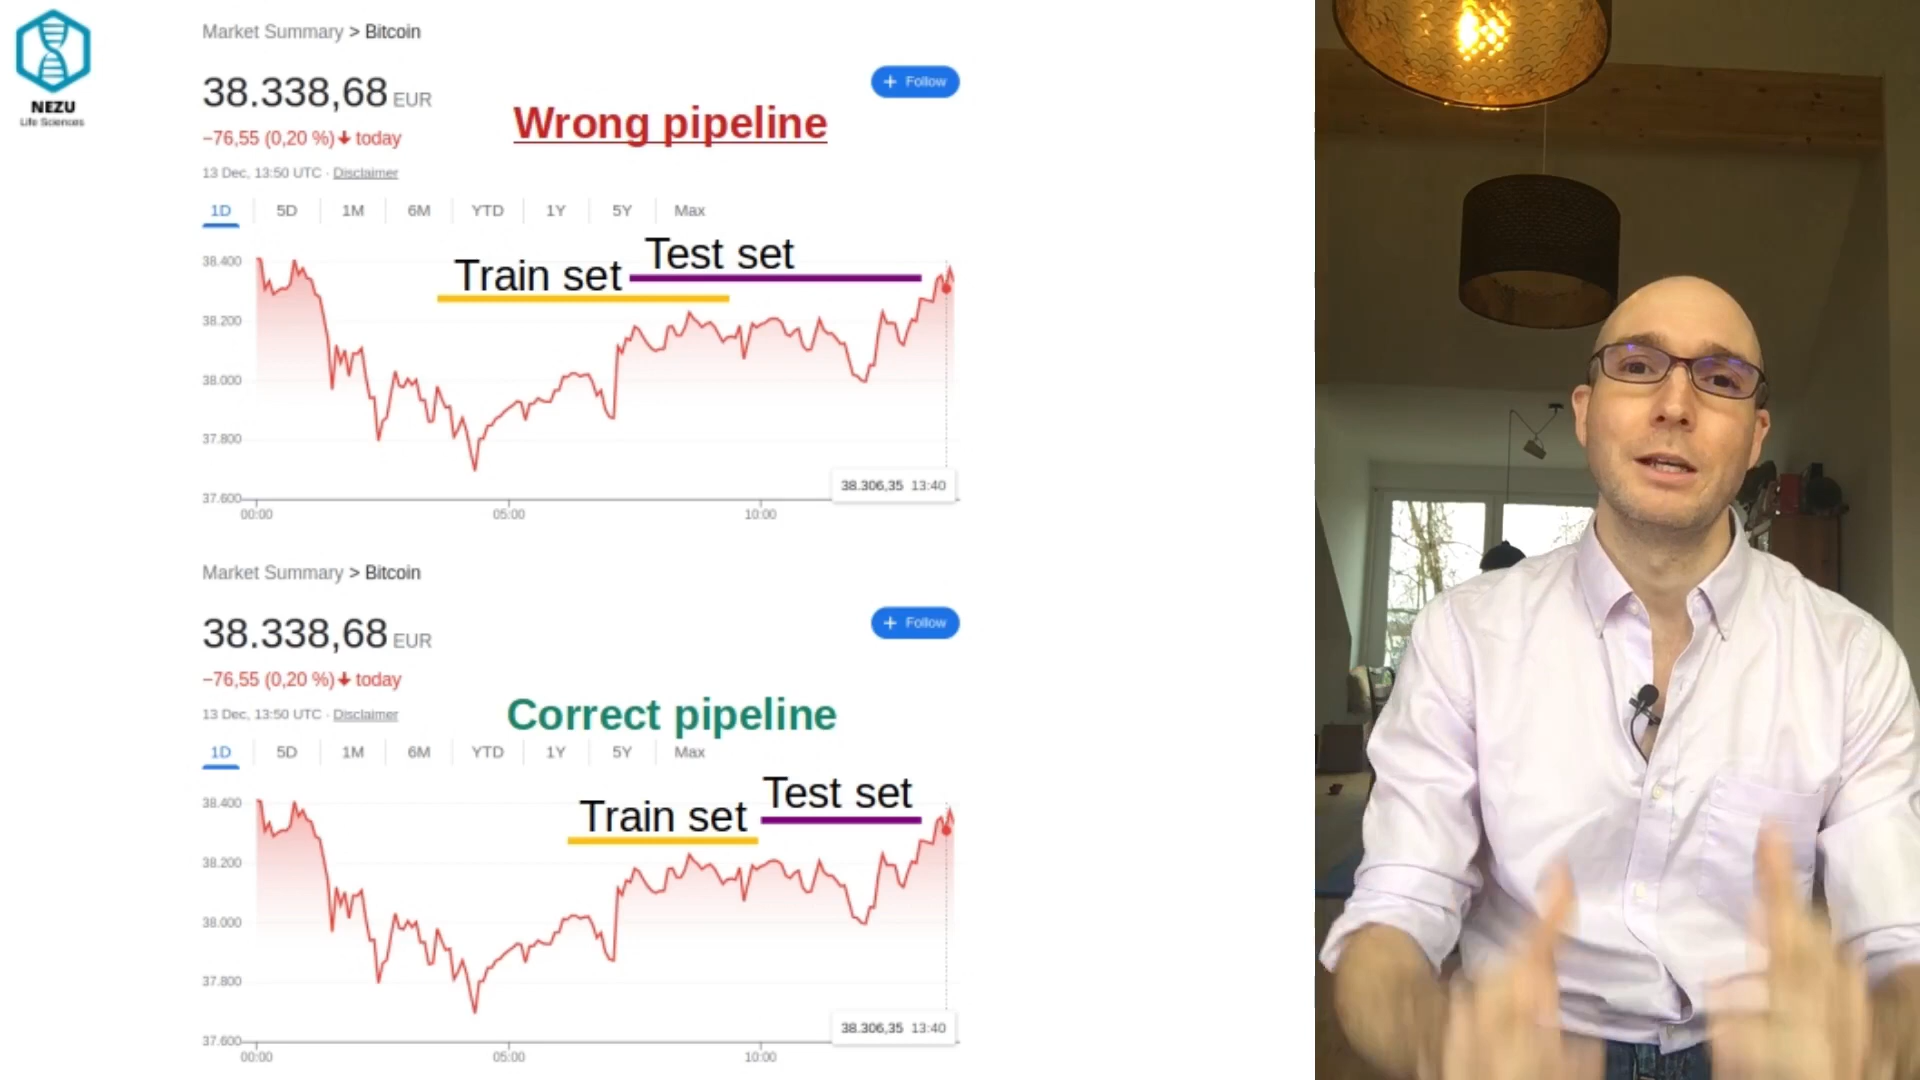 NEZU
Life Sciences
Market Summary > Bitcoin
38.338,68 EUR
+ Follow
Wrong pipeline
−76,55 (0,20 %) today
13 Dec, 13:50 UTC · Disclaimer
1D 5D 1M 6M YTD 1Y 5Y Max
Test set
Train set
38.400
38.200
38.000
37.800
38.306,35 13:40
37.600
00:00 05:00 10:00
Market Summary > Bitcoin
38.338,68 EUR
+ Follow
−76,55 (0,20 %) today
13 Dec, 13:50 UTC · Disclaimer
Correct pipeline
1D 5D 1M 6M YTD 1Y 5Y Max
Test set
Train set
38.400
38.200
38.000
37.800
38.306,35 13:40
37.600
00:00 05:00 10:00